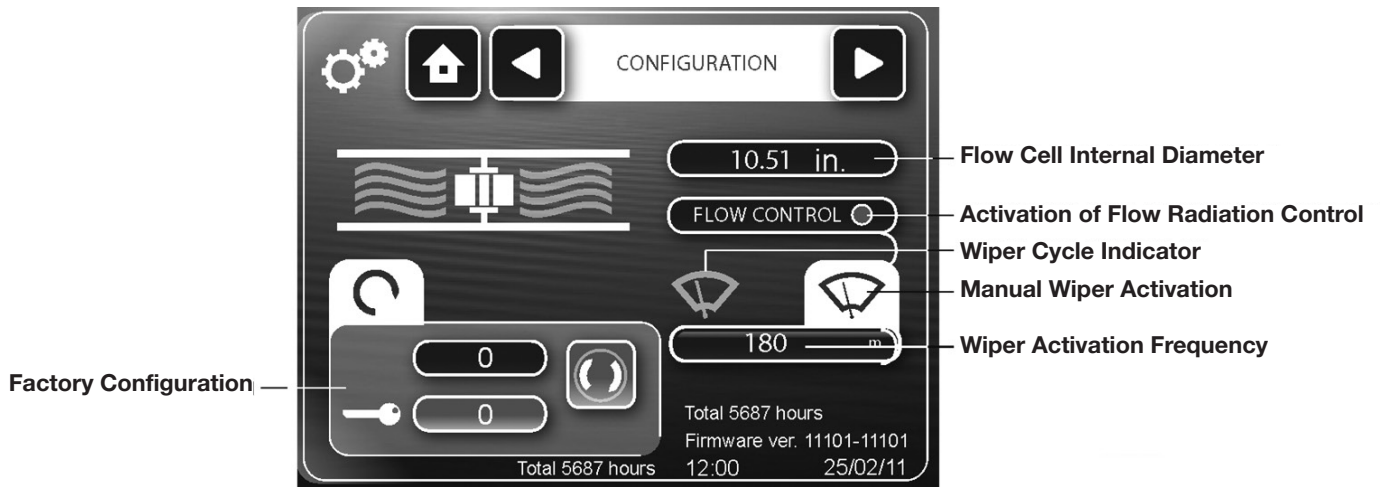 CONFIGURATION
10.51 in.
Flow Cell Internal Diameter
FLOW CONTROL
Activation of Flow Radiation Control
Wiper Cycle Indicator
Manual Wiper Activation
180 m
Wiper Activation Frequency
Factory Configuration
0
0
Total 5687 hours
Firmware ver. 11101-11101
Total 5687 hours 12:00 25/02/11